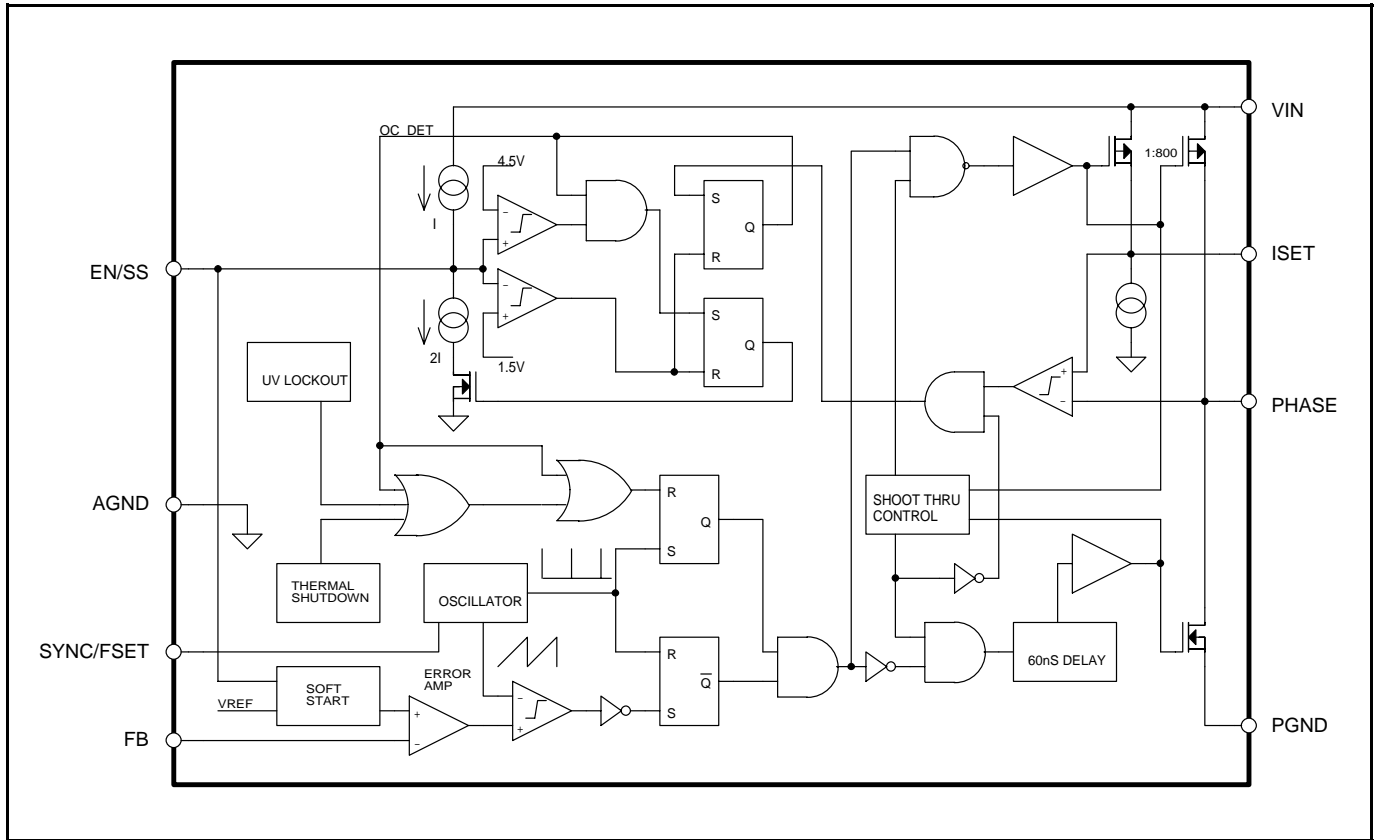 VIN
OC_DET
4.5V
1:800
S
Q
R
I
+
−
EN/SS
ISET
−
+
S
Q
R
2I
1.5V
UV LOCKOUT
+
−
PHASE
AGND
R
Q
S
SHOOT THRU
CONTROL
THERMAL
SHUTDOWN
OSCILLATOR
SYNC/FSET
60nS DELAY
R
Q
S
ERROR
AMP
SOFT
START
VREF
+
−
−
+
FB
PGND